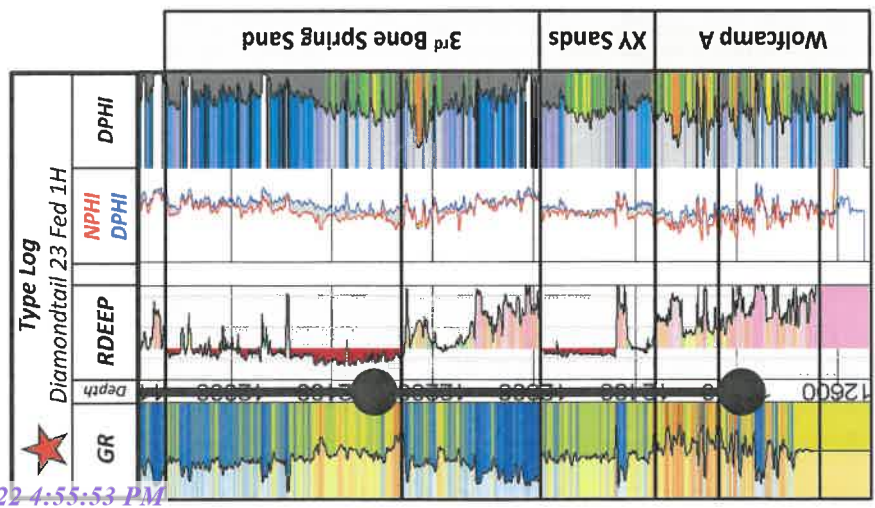 Type Log
Diamondtail 23 Fed 1H
GR
Depth
RDEEP
NPHI
DPHI
DPHI
3rd Bone Spring Sand
XY Sands
Wolfcamp A
12600
22 4:55:53 PM